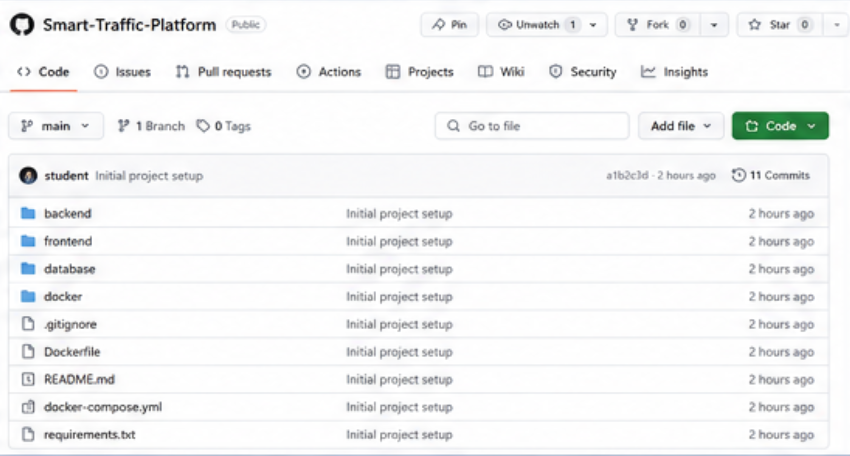 Smart-Traffic-Platform Public Pin Unwatch 1 Fork 0 Star 0
Code Issues Pull requests Actions Projects Wiki Security Insights
main 1 Branch 0 Tags Go to file Add file Code
student Initial project setup a1b2c3d · 2 hours ago 11 Commits
backend Initial project setup 2 hours ago
frontend Initial project setup 2 hours ago
database Initial project setup 2 hours ago
docker Initial project setup 2 hours ago
.gitignore Initial project setup 2 hours ago
Dockerfile Initial project setup 2 hours ago
README.md Initial project setup 2 hours ago
docker-compose.yml Initial project setup 2 hours ago
requirements.txt Initial project setup 2 hours ago